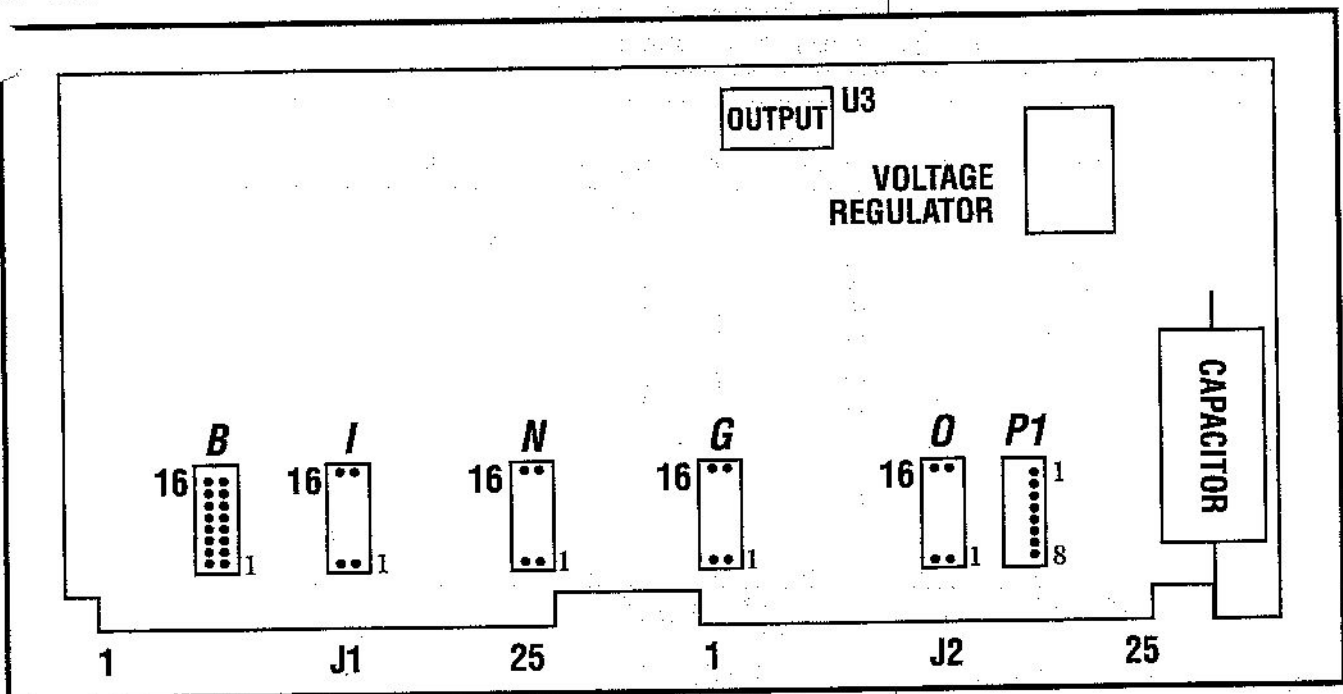 OUTPUT U3
VOLTAGE
REGULATOR
CAPACITOR
B I N G O P1
16 16 16 16 16 1
1 1 1 1 1 8
1 J1 25 1 J2 25